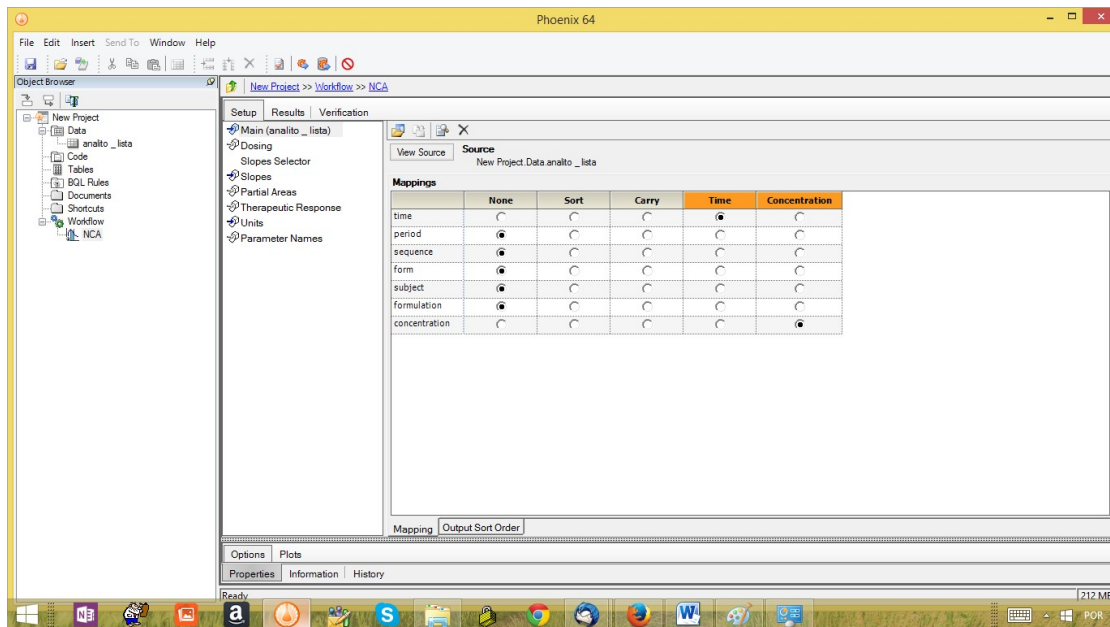 Phoenix 64
File Edit Insert Send To Window Help
Object Browser
New Project >> Workflow >> NCA
New Project
Data
analito _ lista
Code
Tables
BQL Rules
Documents
Shortcuts
Workflow
NCA
Setup Results Verification
Main (analito _ lista)
Dosing
Slopes Selector
Slopes
Partial Areas
Therapeutic Response
Units
Parameter Names
View Source Source
New Project.Data.analito _ lista
Mappings
None Sort Carry Time Concentration
time
period
sequence
form
subject
formulation
concentration
Mapping Output Sort Order
Options Plots
Properties Information History
Ready 212 ME
N a S W POR